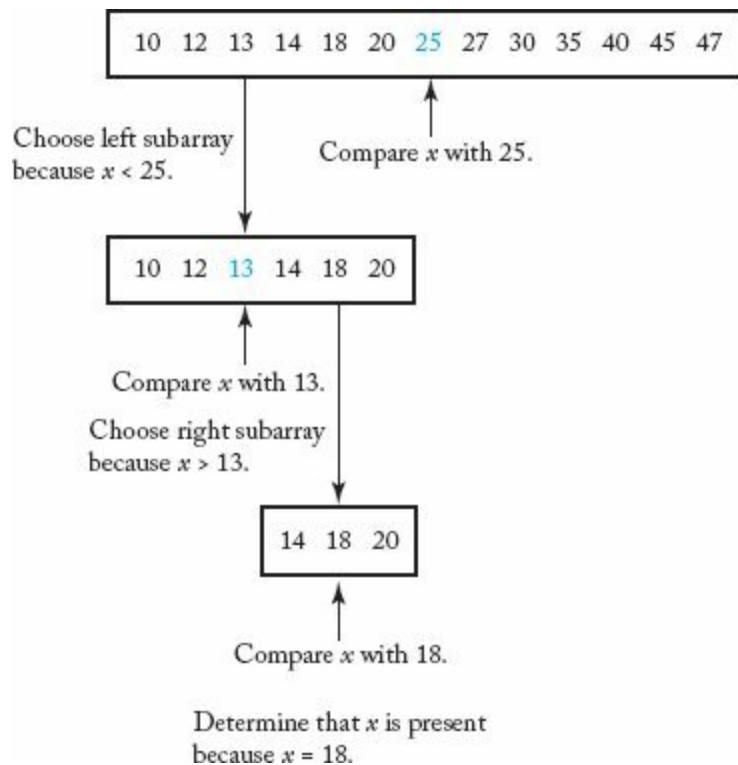 10 12 13 14 18 20 25 27 30 35 40 45 47
Choose left subarray
because x < 25.
Compare x with 25.
10 12 13 14 18 20
Compare x with 13.
Choose right subarray
because x > 13.
14 18 20
Compare x with 18.
Determine that x is present
because x = 18.